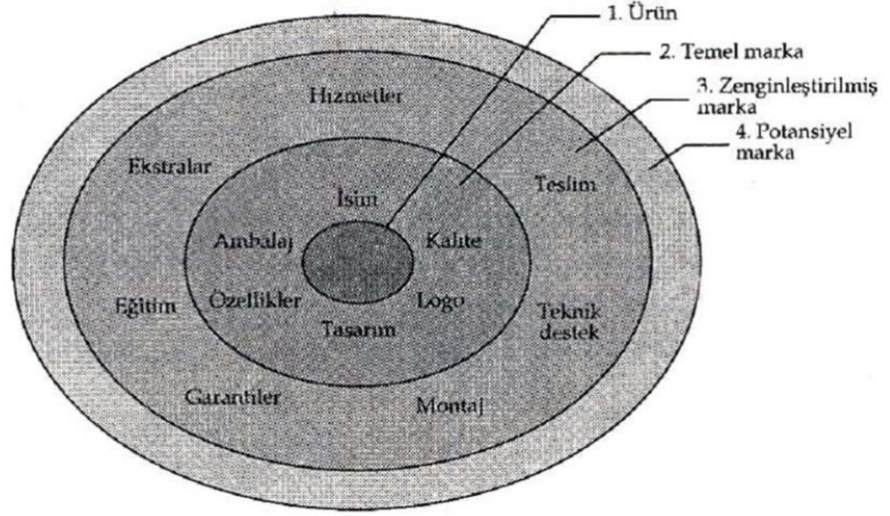 1. Ürün
2. Temel marka
3. Zenginleştirilmiş
marka
4. Potansiyel
marka
Hizmetler
Ekstralar
Teslim
İsim
Ambalaj
Kalite
Özellikler
Logo
Eğitim
Tasarım
Teknik
destek
Garantiler
Montaj